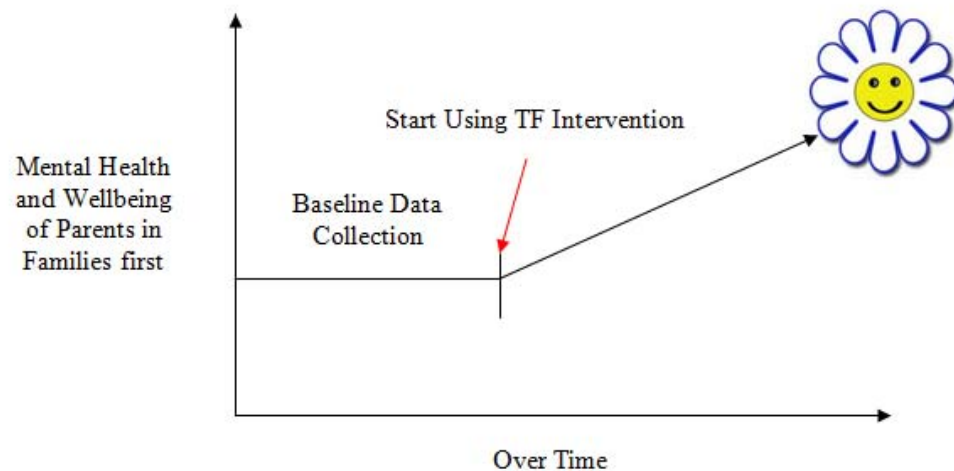 Start Using TF Intervention
Mental Health
and Wellbeing
of Parents in
Families first
Baseline Data
Collection
Over Time